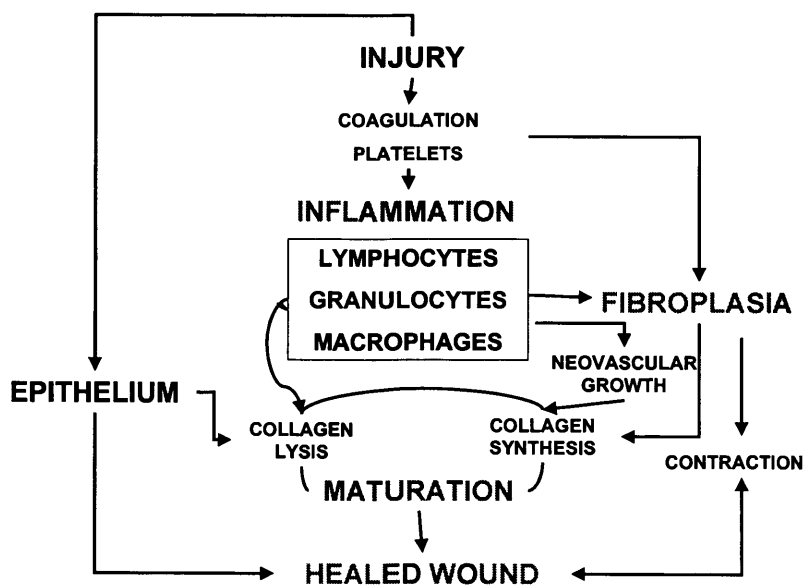 INJURY
COAGULATION
PLATELETS
INFLAMMATION
LYMPHOCYTES
GRANULOCYTES
MACROPHAGES
FIBROPLASIA
NEOVASCULAR
GROWTH
EPITHELIUM
COLLAGEN
LYSIS
COLLAGEN
SYNTHESIS
CONTRACTION
MATURATION
HEALED WOUND